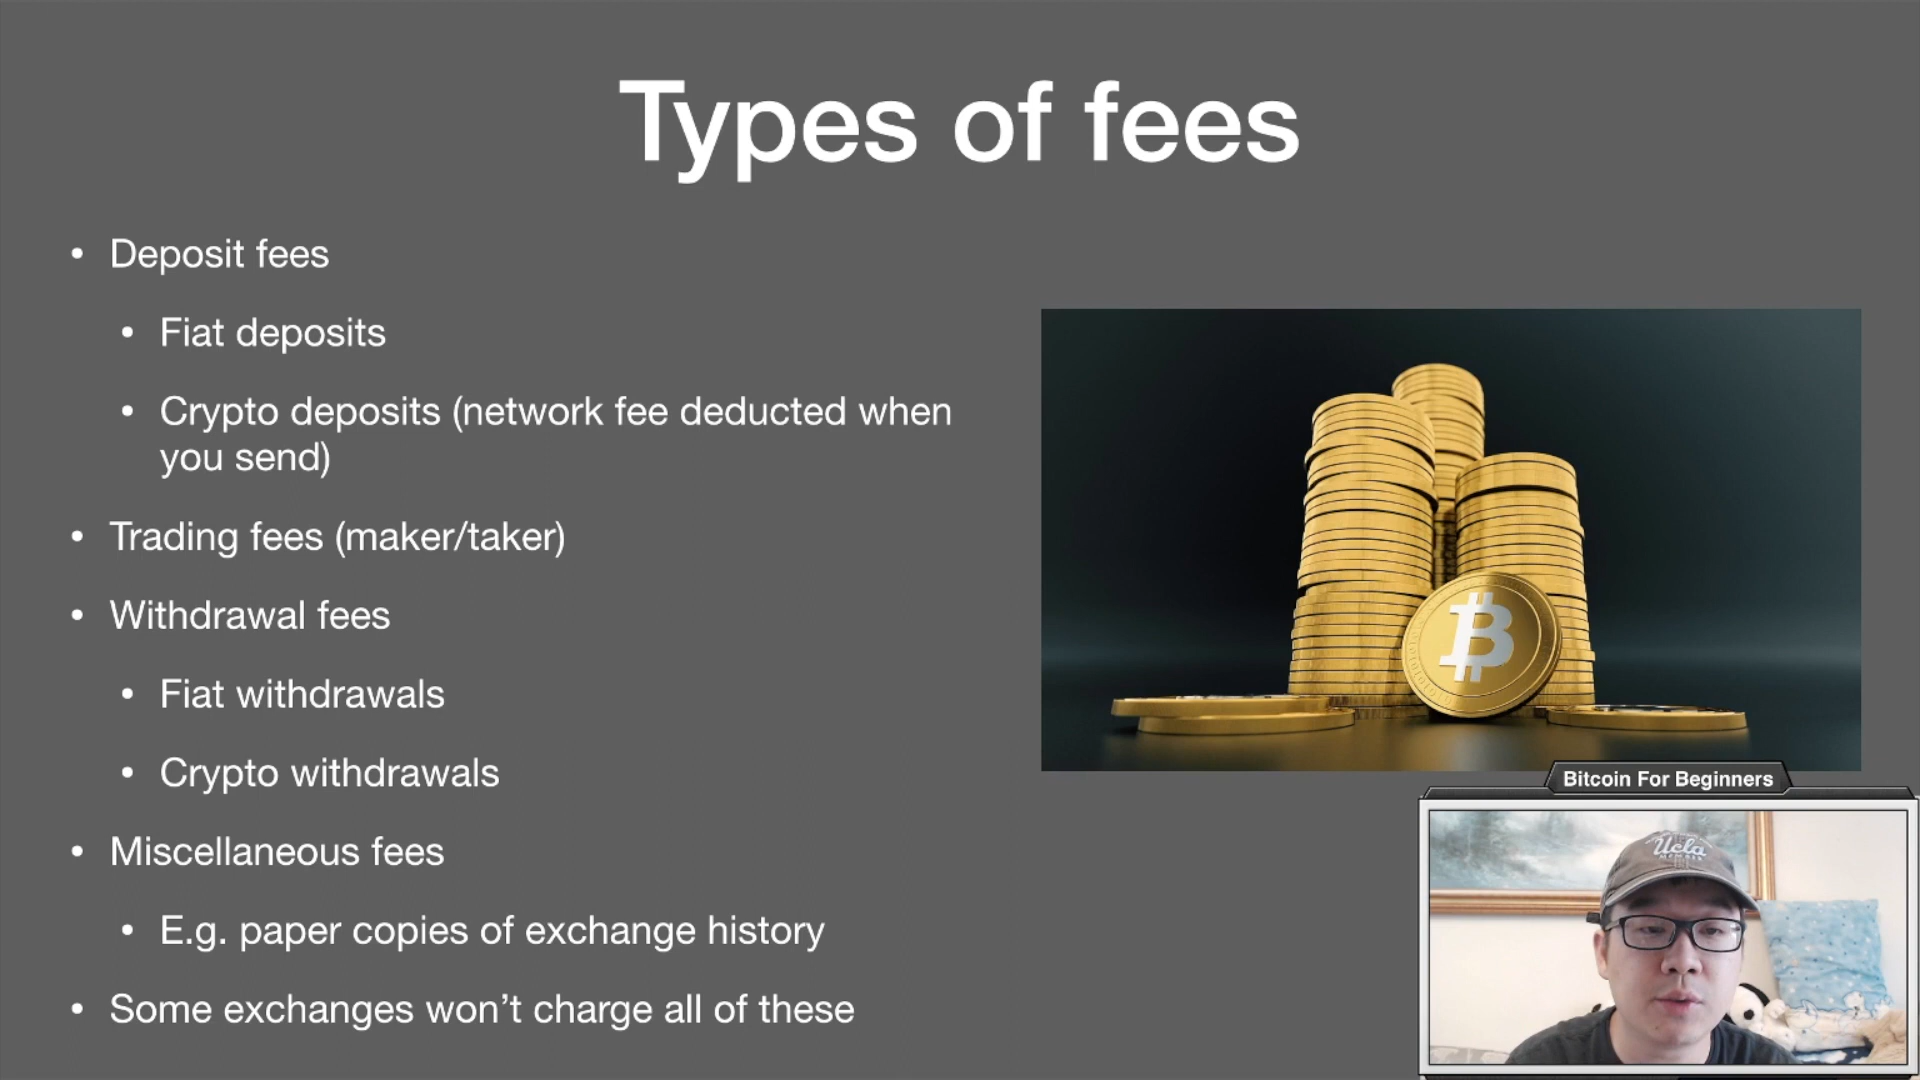 Types of fees
• Deposit fees
• Fiat deposits
• Crypto deposits (network fee deducted when
you send)
• Trading fees (maker/taker)
• Withdrawal fees
• Fiat withdrawals
• Crypto withdrawals
• Miscellaneous fees
• E.g. paper copies of exchange history
• Some exchanges won’t charge all of these
Bitcoin For Beginners
Ucla